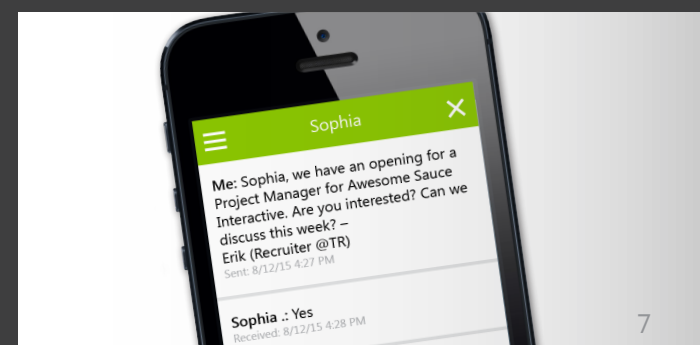 Sophia
Me: Sophia, we have an opening for a
Project Manager for Awesome Sauce
Interactive. Are you interested? Can we
discuss this week? –
Erik (Recruiter @TR)
Sent: 8/12/15 4:27 PM
Sophia .: Yes
Received: 8/12/15 4:28 PM
7